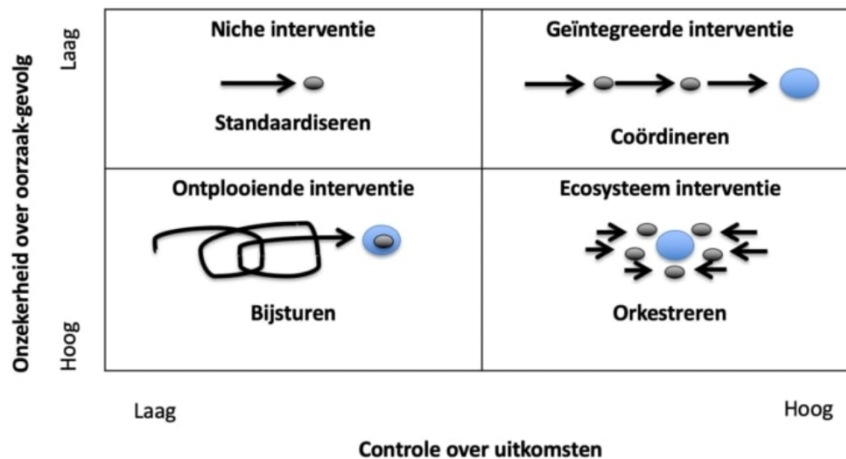 Onzekerheid over oorzaak-gevolg
Laag
Hoog
Niche interventie
Standaardiseren
Geïntegreerde interventie
Coördineren
Ontplooiende interventie
Bijsturen
Ecosysteem interventie
Orkestreren
Laag
Hoog
Controle over uitkomsten